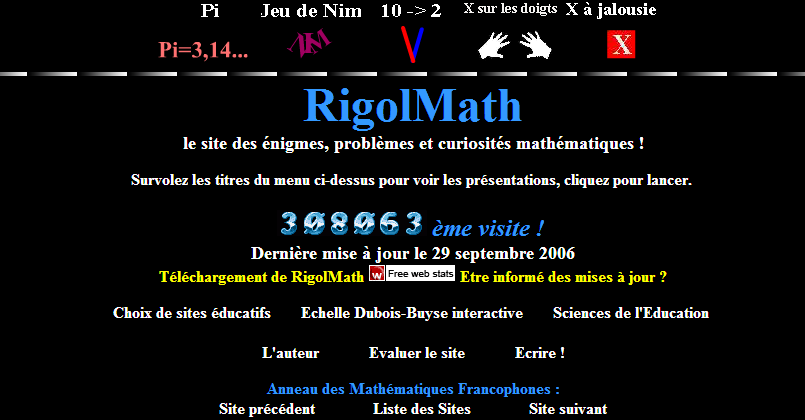 Pi Jeu de Nim 10 -> 2 X sur les doigts X à jalousie
Pi=3,14... NIM X
RigolMath
le site des énigmes, problèmes et curiosités mathématiques !
Survolez les titres du menu ci-dessus pour voir les présentations, cliquez pour lancer.
308063 ème visite !
Dernière mise à jour le 29 septembre 2006
Téléchargement de RigolMath W Free web stats Etre informé des mises à jour ?
Choix de sites éducatifs Echelle Dubois-Buyse interactive Sciences de l'Education
L'auteur Evaluer le site Ecrire !
Anneau des Mathématiques Francophones :
Site précédent Liste des Sites Site suivant